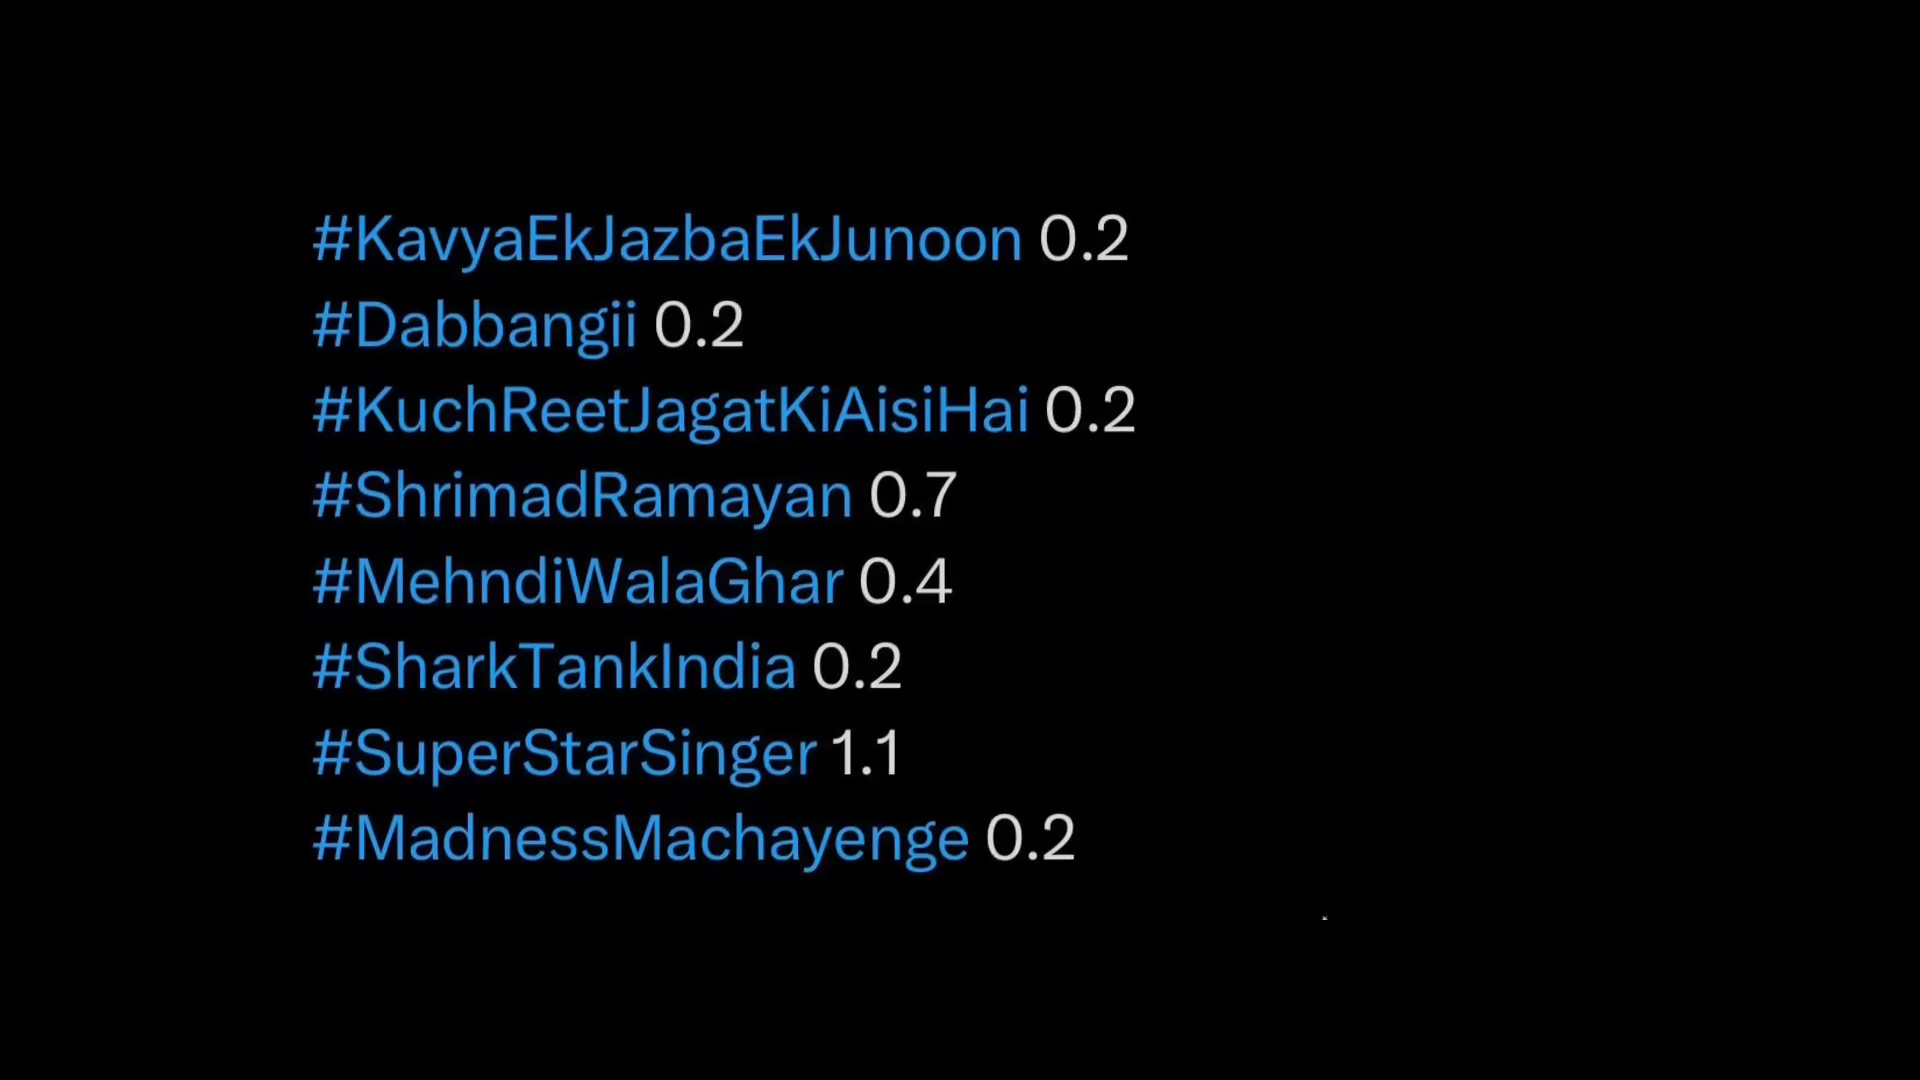 #KavyaEkJazbaEkJunoon 0.2
#Dabbangii 0.2
#KuchReetJagatKiAisiHai 0.2
#ShrimadRamayan 0.7
#MehndiWalaGhar 0.4
#SharkTankIndia 0.2
#SuperStarSinger 1.1
#MadnessMachayenge 0.2